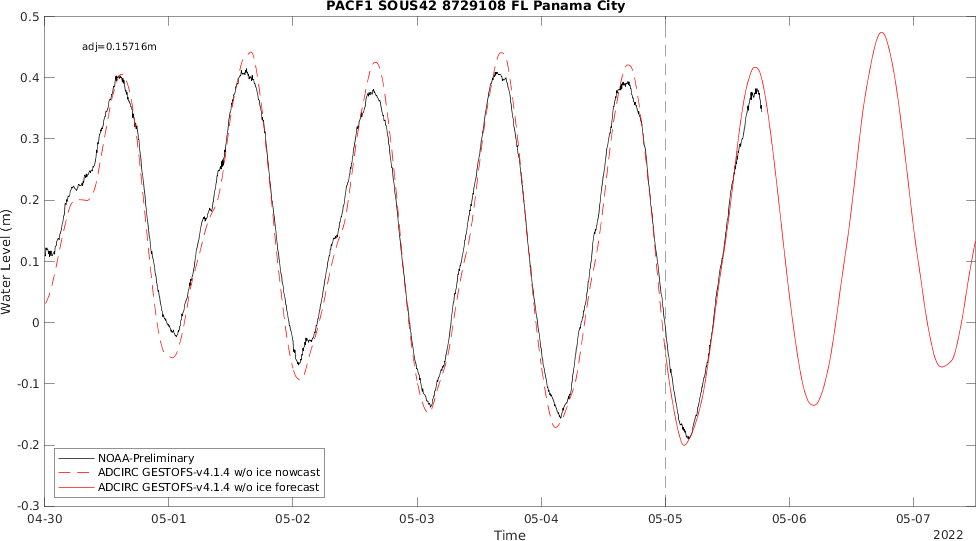 PACF1 SOUS42 8729108 FL Panama City
adj=0.15716m
Water Level (m)
0.5
0.4
0.3
0.2
0.1
0
-0.1
-0.2
-0.3
NOAA-Preliminary
ADCIRC GESTOFS-v4.1.4 w/o ice nowcast
ADCIRC GESTOFS-v4.1.4 w/o ice forecast
04-30 05-01 05-02 05-03 05-04 05-05 05-06 05-07
Time
2022